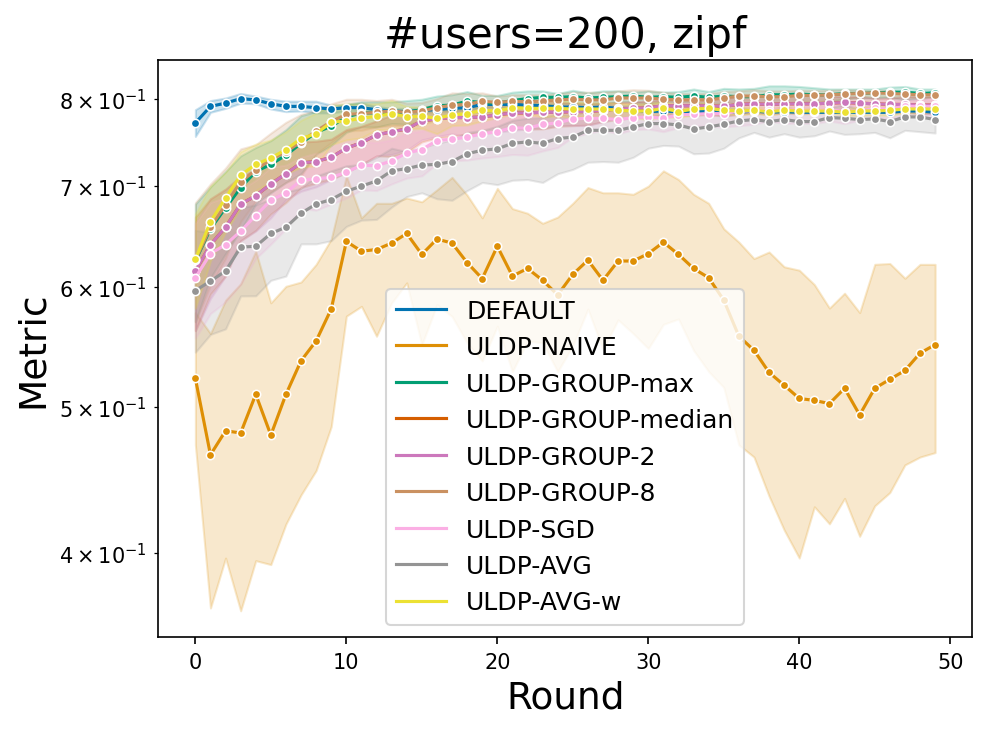 #users=200, zipf
Metric
8 × 10⁻¹
7 × 10⁻¹
6 × 10⁻¹
5 × 10⁻¹
4 × 10⁻¹
DEFAULT
ULDP-NAIVE
ULDP-GROUP-max
ULDP-GROUP-median
ULDP-GROUP-2
ULDP-GROUP-8
ULDP-SGD
ULDP-AVG
ULDP-AVG-w
0 10 20 30 40 50
Round